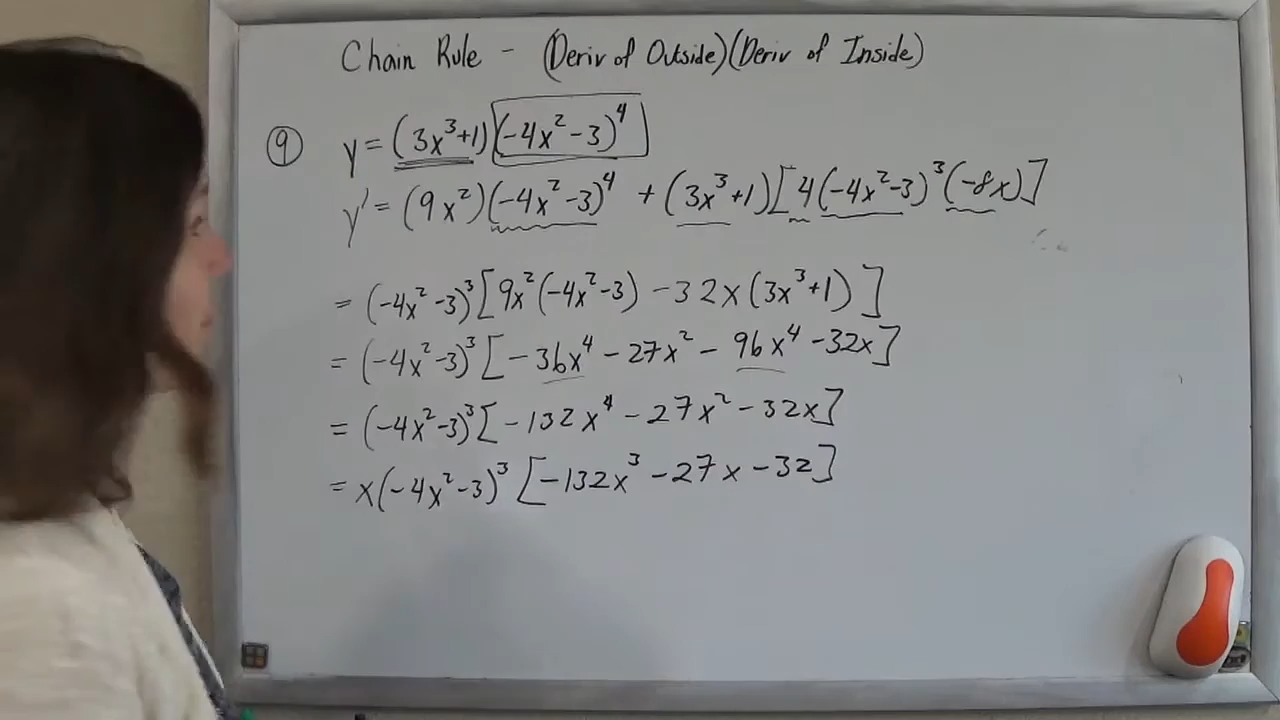 Chain Rule - (Deriv of Outside)(Deriv of Inside)
⑨ y = (3x³+1)(-4x²-3)⁴
y' = (9x²)(-4x²-3)⁴ + (3x³+1)[4(-4x²-3)³(-8x)]
= (-4x²-3)³[9x²(-4x²-3) -32x(3x³+1)]
= (-4x²-3)³[-36x⁴ -27x² -96x⁴ -32x]
= (-4x²-3)³[-132x⁴ -27x² -32x]
= x(-4x²-3)³[-132x³ -27x -32]